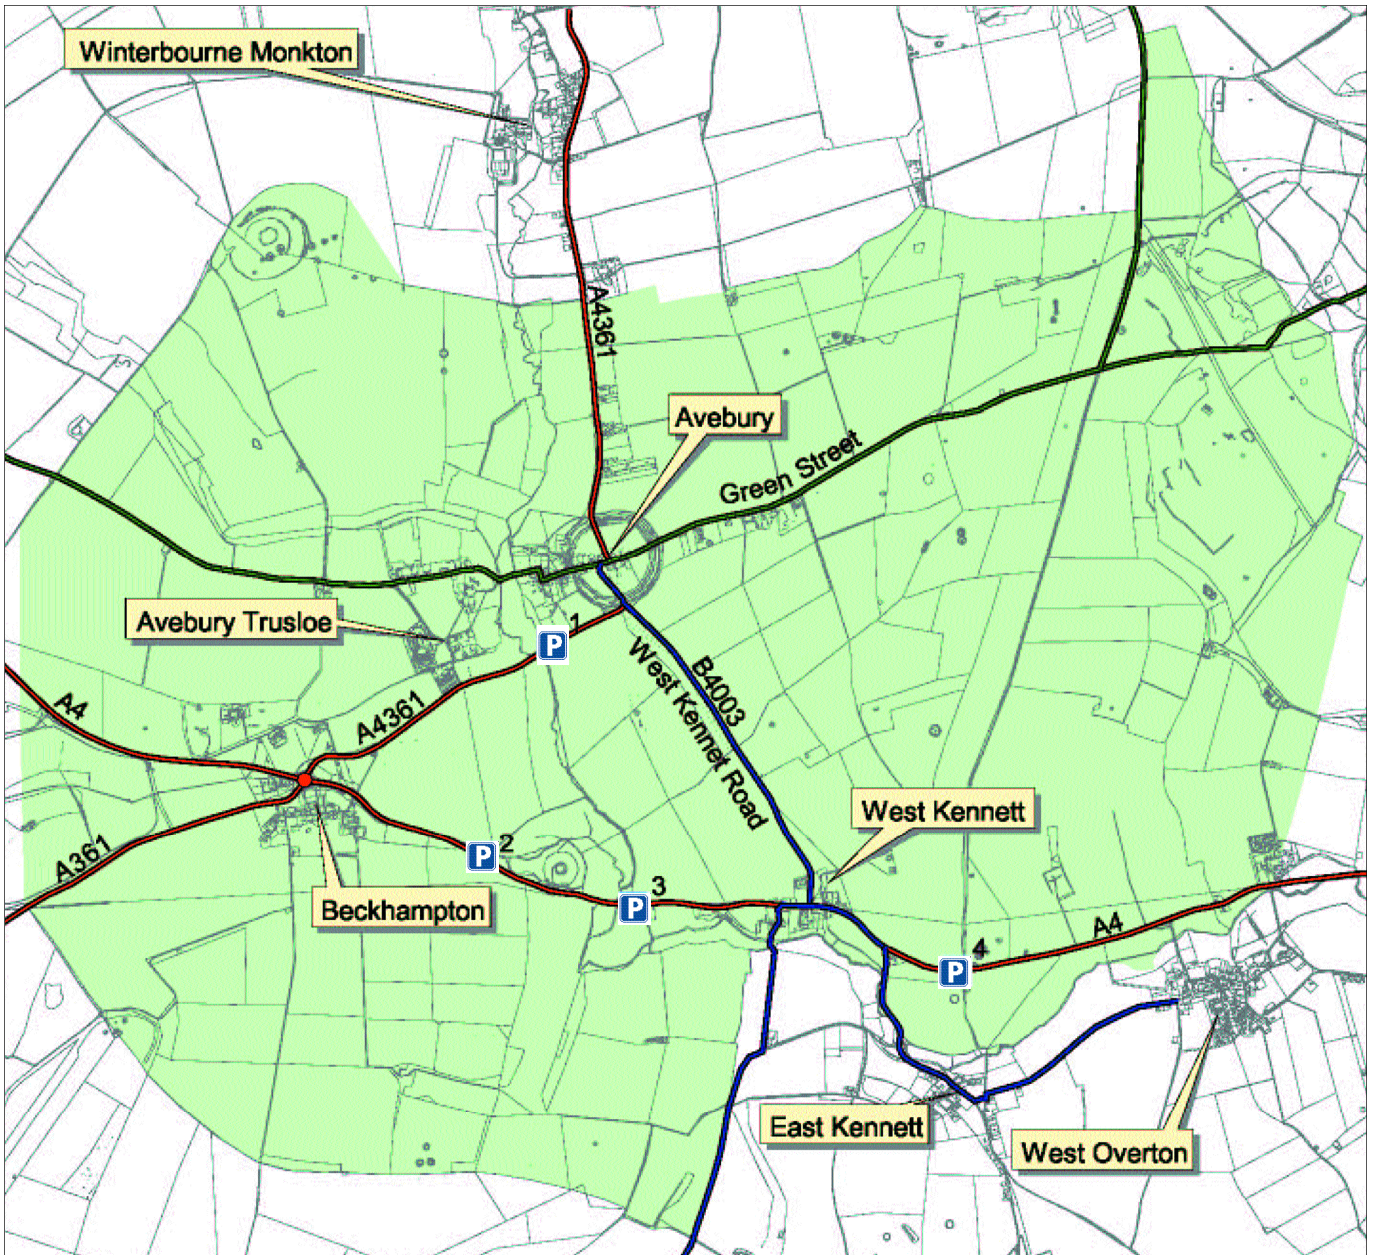 Winterbourne Monkton
A4361
Avebury
Green Street
Avebury Trusloe
P
1
A4
A4361
B4003
West Kennet Road
West Kennett
P
2
A361
P
3
Beckhampton
A4
P
4
East Kennett
West Overton